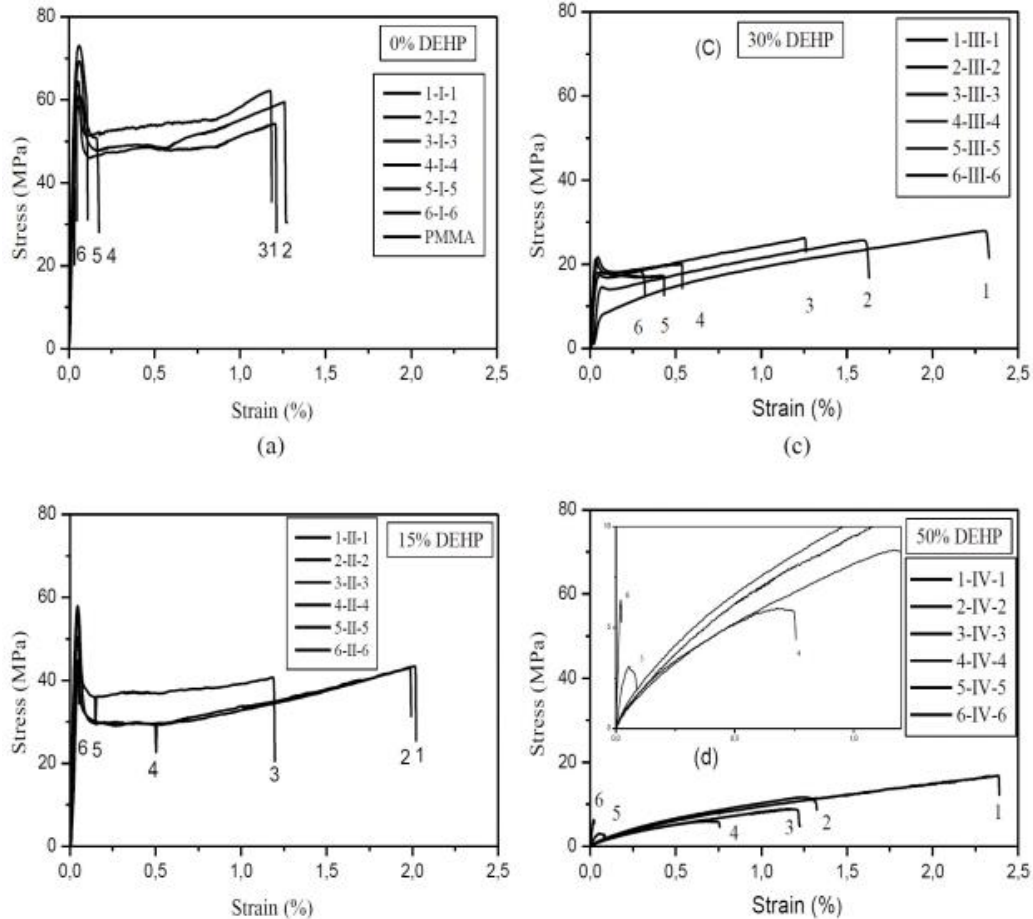 80
60
40
20
0
Stress (MPa)
0% DEHP
1-I-1
2-I-2
3-I-3
4-I-4
5-I-5
6-I-6
PMMA
6 5 4
31 2
0,0 0,5 1,0 1,5 2,0 2,5
Strain (%)
(a)
80
60
40
20
0
Stress (MPa)
(C)
30% DEHP
1-III-1
2-III-2
3-III-3
4-III-4
5-III-5
6-III-6
6 5 4 3 2 1
0,0 0,5 1,0 1,5 2,0 2,5
Strain (%)
(c)
80
60
40
20
0
Stress (MPa)
1-II-1
2-II-2
3-II-3
4-II-4
5-II-5
6-II-6
15% DEHP
6 5 4 3 2 1
0,0 0,5 1,0 1,5 2,0 2,5
Strain (%)
80
60
40
20
0
Stress (MPa)
50% DEHP
1-IV-1
2-IV-2
3-IV-3
4-IV-4
5-IV-5
6-IV-6
(d)
6 5 4 3 2 1
0,0 0,5 1,0 1,5 2,0 2,5
Strain (%)